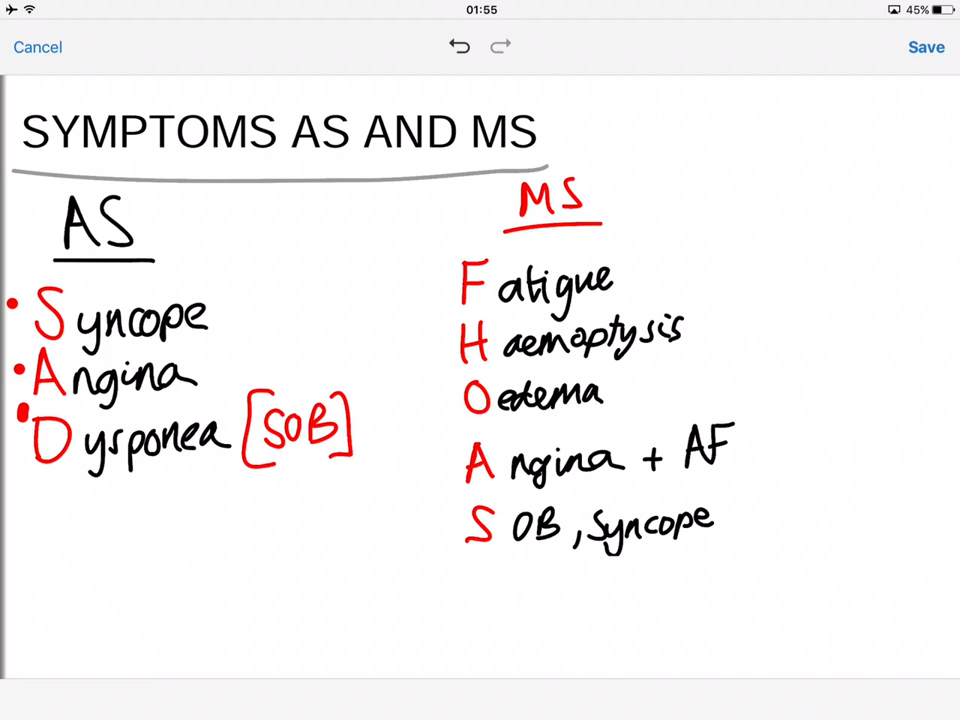 01:55
45%
Cancel
Save
SYMPTOMS AS AND MS
AS
Syncope
Angina
Dysponea [SOB]
MS
Fatigue
Haemoptysis
Oedema
Angina + AF
SOB, Syncope